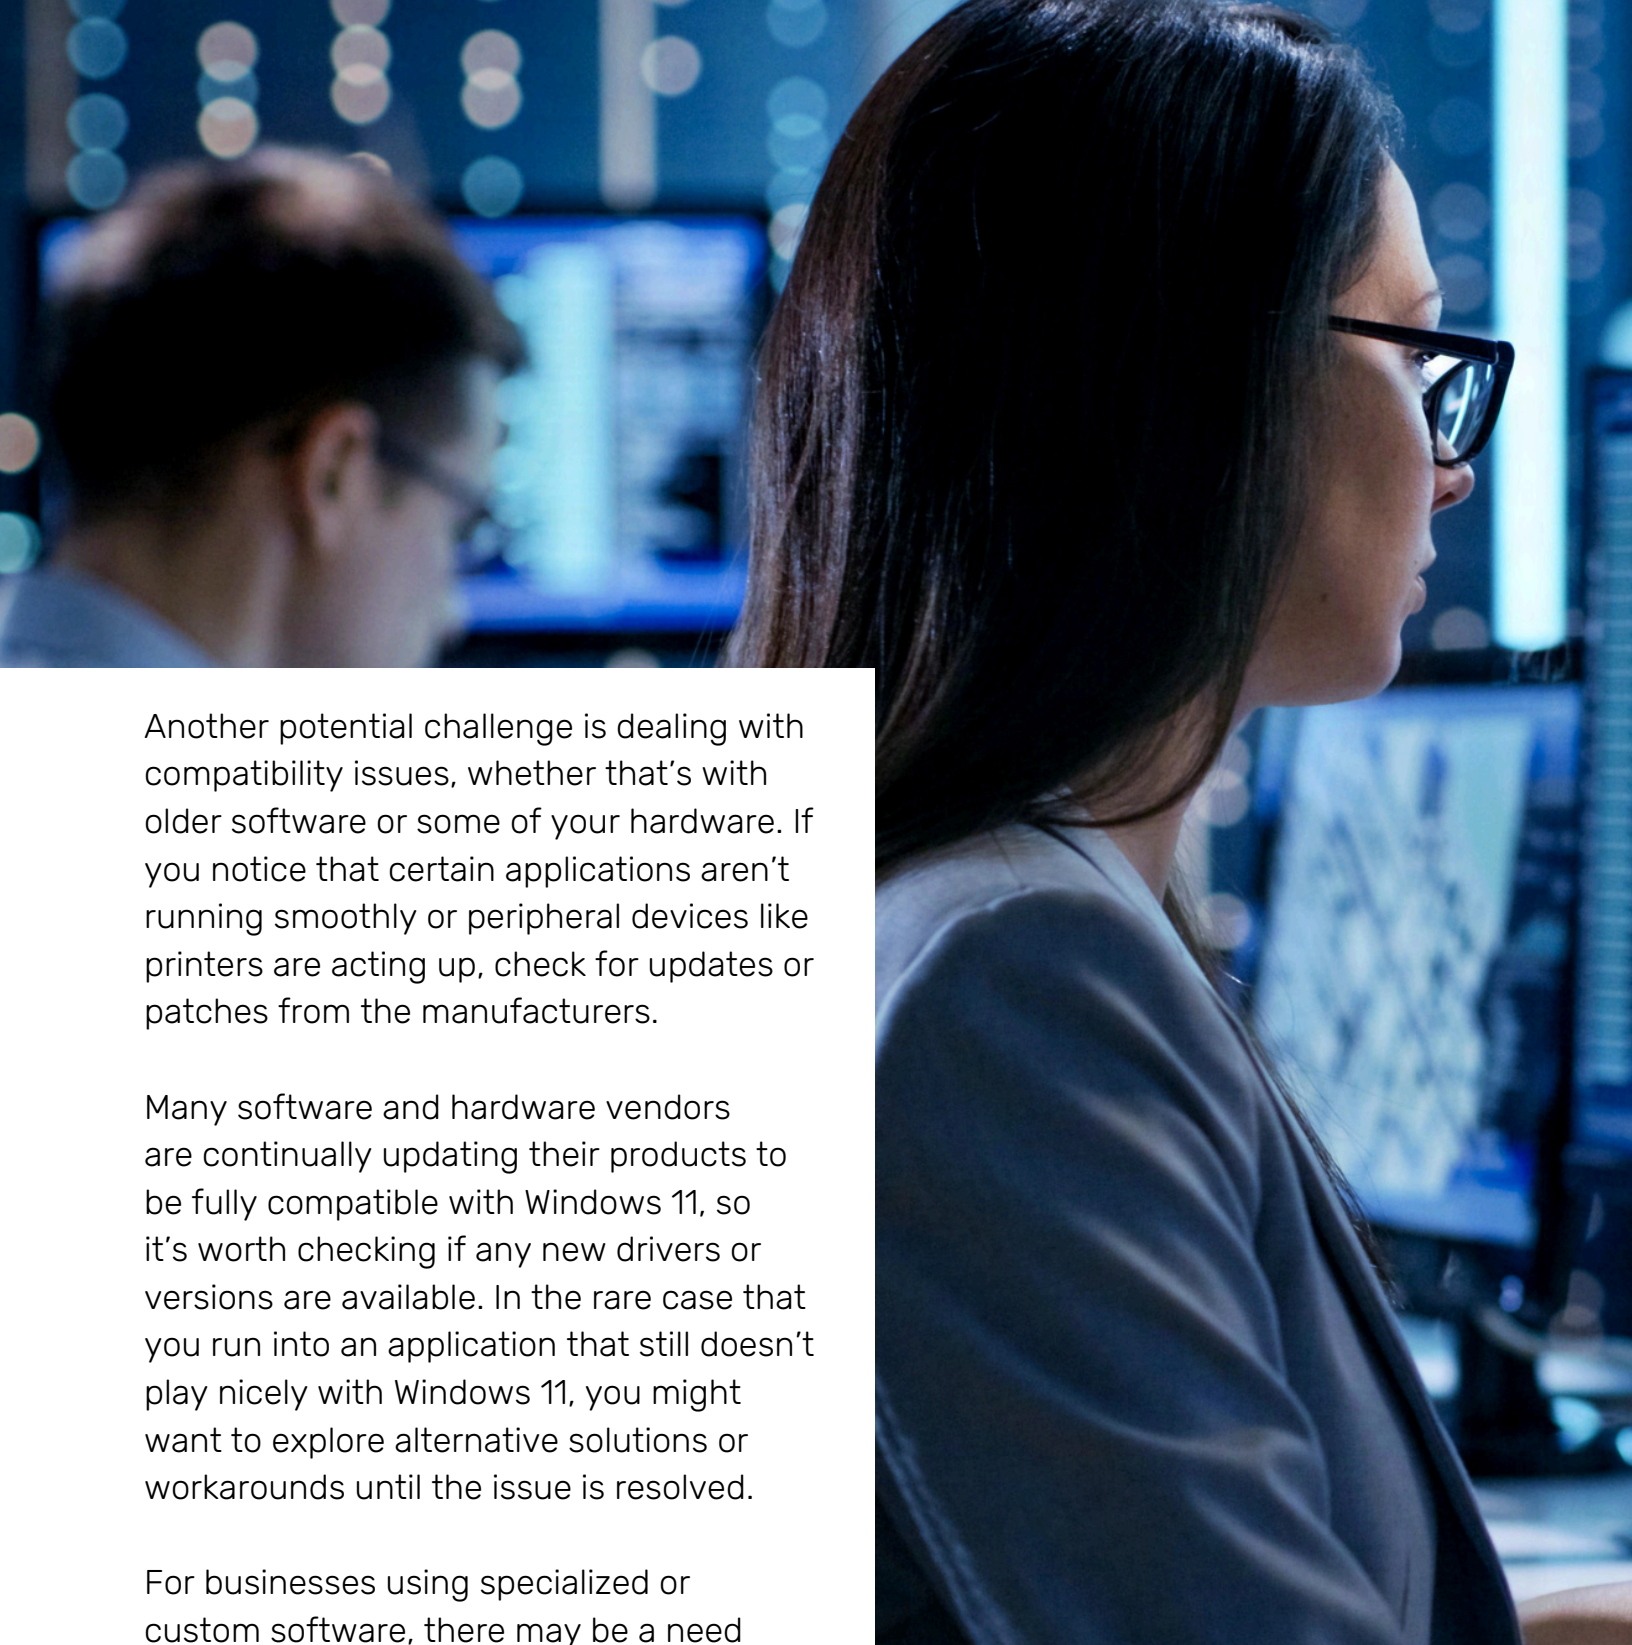 Another potential challenge is dealing with
compatibility issues, whether that’s with
older software or some of your hardware. If
you notice that certain applications aren’t
running smoothly or peripheral devices like
printers are acting up, check for updates or
patches from the manufacturers.
Many software and hardware vendors
are continually updating their products to
be fully compatible with Windows 11, so
it’s worth checking if any new drivers or
versions are available. In the rare case that
you run into an application that still doesn’t
play nicely with Windows 11, you might
want to explore alternative solutions or
workarounds until the issue is resolved.
For businesses using specialized or
custom software, there may be a need